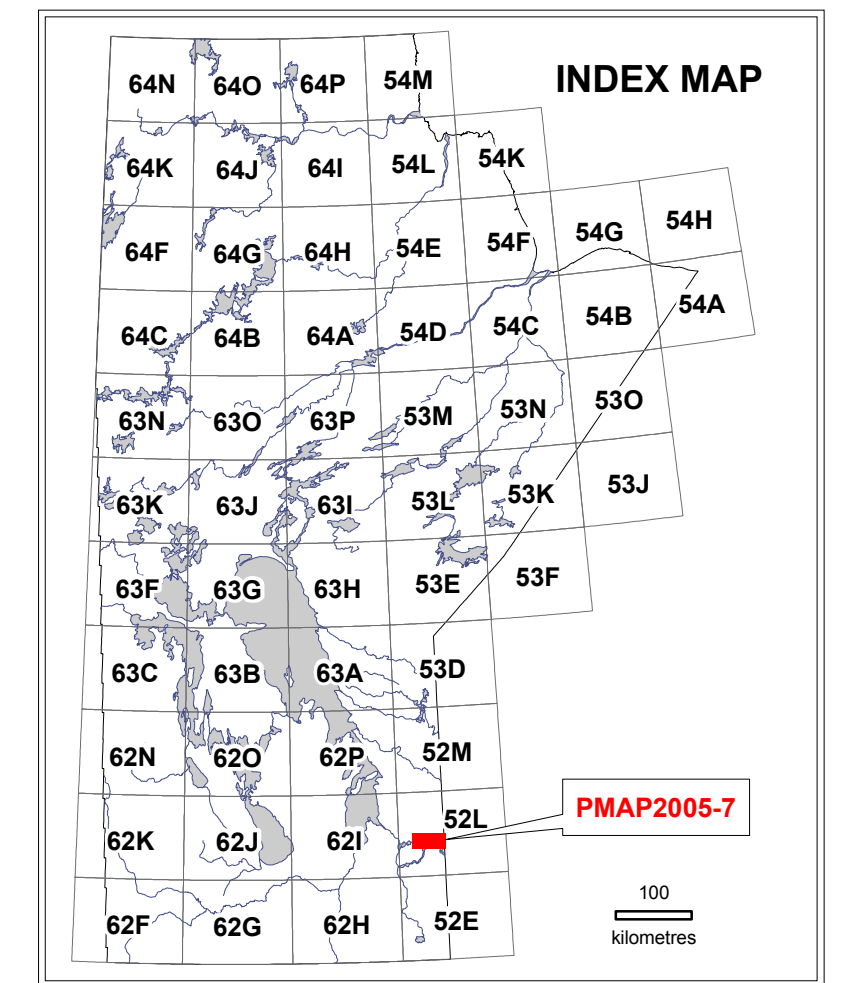 INDEX MAP
64N 64O 64P 54M
64K 64J 64I 54L 54K
64F 64G 64H 54E 54F 54G 54H
64C 64B 64A 54D 54C 54B 54A
63N 63O 63P 53M 53N 53O
63K 63J 63I 53L 53K 53J
63F 63G 63H 53E 53F
63C 63B 63A 53D
62N 62O 62P 52M
62K 62J 62I 52L
PMAP2005-7
62F 62G 62H 52E
100
kilometres